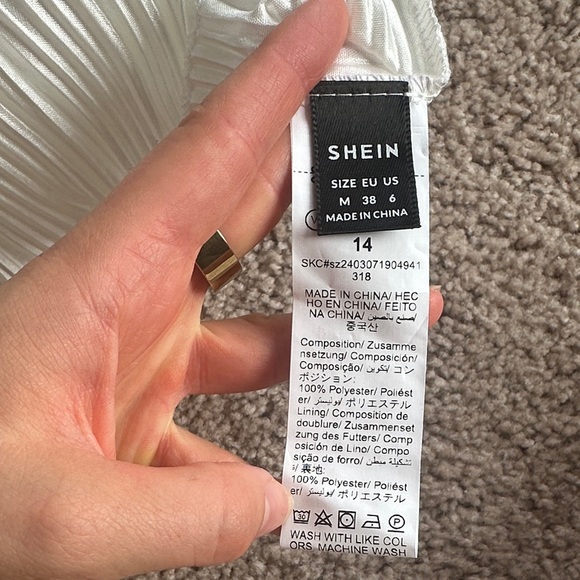 SHEIN
SIZE EU US
M 38 6
MADE IN CHINA
14
SKC#sz2403071904941
318
MADE IN CHINA/ HEC
HO EN CHINA/ FEITO
NA CHINA/ صنع بالصين/
중국산
Composition/ Zusamme
nsetzung/ Composición/
Composição/ تكوين/ コン
ポジション:
100% Polyester/ Poliést
er/ بوليستر/ ポリエステル
Lining/ Composition de
doublure/ Zusammenset
zung des Futters/ Comp
osición de Lino/ Compo
sição de forro/ تشكيلة مبطن
/ 裏地:
100% Polyester/ Poliést
er/ بوليستر/ ポリエステル
30
P
WASH WITH LIKE COL
ORS, MACHINE WASH